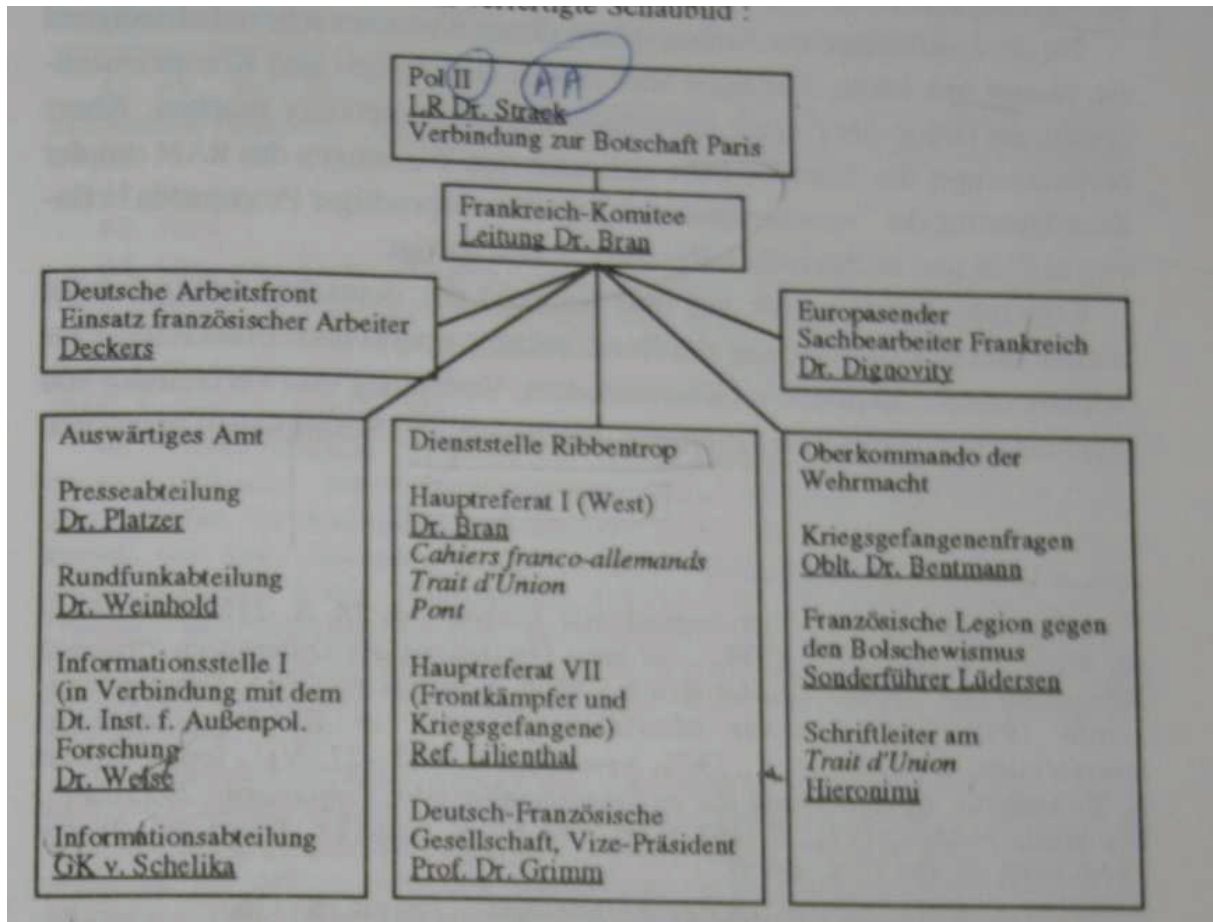 verfertigte Schaubild :
Pol II AA
LR Dr. Strack
Verbindung zur Botschaft Paris
Frankreich-Komitee
Leitung Dr. Bran
Deutsche Arbeitsfront
Einsatz französischer Arbeiter
Deckers
Europasender
Sachbearbeiter Frankreich
Dr. Dignovity
Auswärtiges Amt
Presseabteilung
Dr. Platzer
Rundfunkabteilung
Dr. Weinhold
Informationsstelle I
(in Verbindung mit dem
Dt. Inst. f. Außenpol.
Forschung
Dr. Weise
Informationsabteilung
GK v. Schelika
Dienststelle Ribbentrop
Hauptreferat I (West)
Dr. Bran
Cahiers franco-allemands
Trait d'Union
Pont
Hauptreferat VII
(Frontkämpfer und
Kriegsgefangene)
Ref. Lilienthal
Deutsch-Französische
Gesellschaft, Vize-Präsident
Prof. Dr. Grimm
Oberkommando der
Wehrmacht
Kriegsgefangenenfragen
Oblt. Dr. Bentmann
Französische Legion gegen
den Bolschewismus
Sonderführer Lüdersen
Schriftleiter am
Trait d'Union
Hieronimi